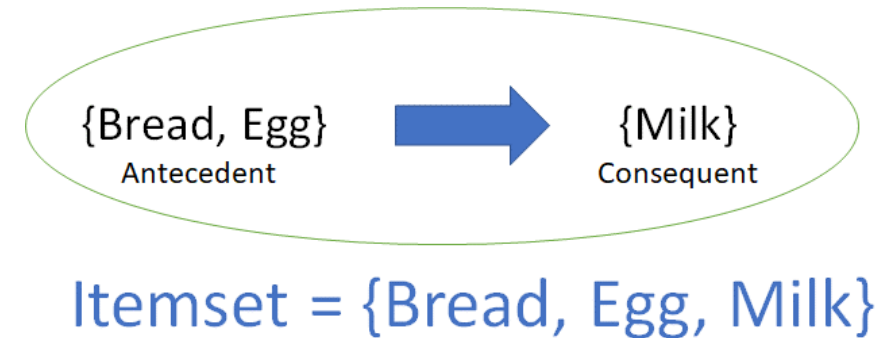 {Bread, Egg} {Milk}
Antecedent Consequent
Itemset = {Bread, Egg, Milk}